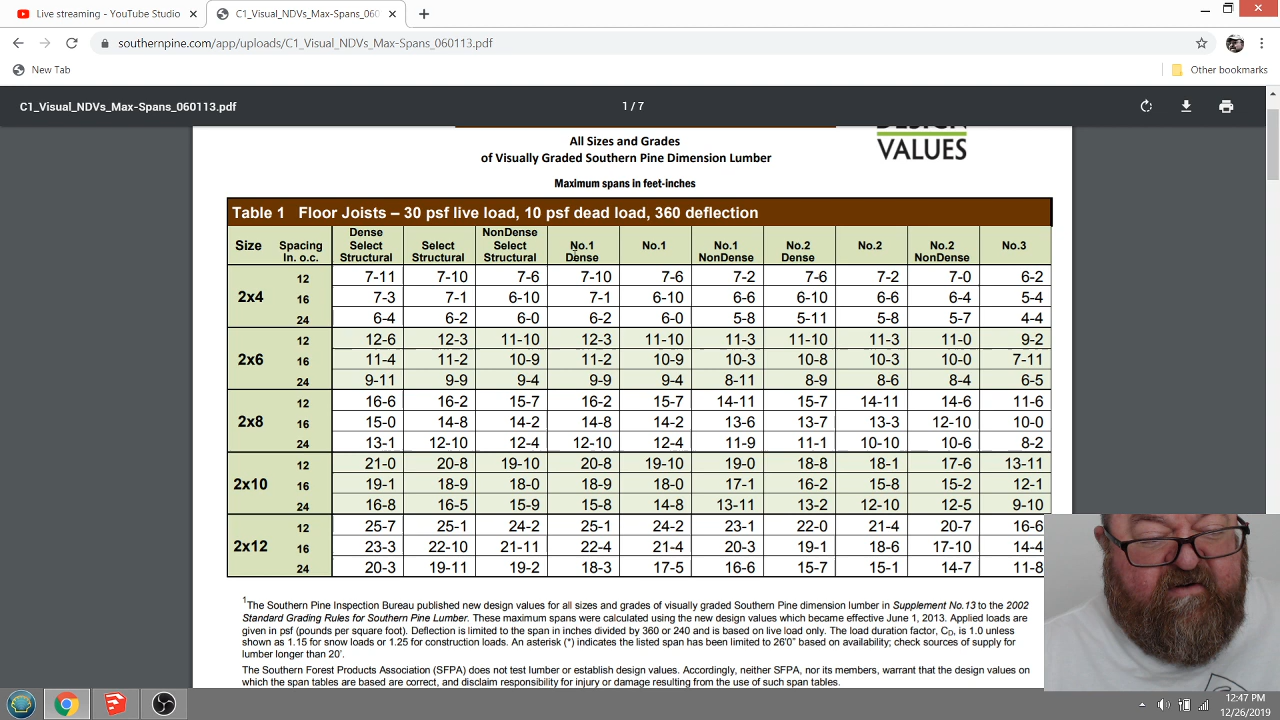 Live streaming - YouTube Studio
C1_Visual_NDVs_Max-Spans_060
southernpine.com/app/uploads/C1_Visual_NDVs_Max-Spans_060113.pdf
New Tab
Other bookmarks
C1_Visual_NDVs_Max-Spans_060113.pdf
1 / 7
VALUES
All Sizes and Grades
of Visually Graded Southern Pine Dimension Lumber
Maximum spans in feet-inches
Table 1 Floor Joists – 30 psf live load, 10 psf dead load, 360 deflection
Size Spacing In. o.c. Dense Select Structural Select Structural NonDense Select Structural No.1 Dense No.1 No.1 NonDense No.2 Dense No.2 No.2 NonDense No.3
2x4 12 7-11 7-10 7-6 7-10 7-6 7-2 7-6 7-2 7-0 6-2
16 7-3 7-1 6-10 7-1 6-10 6-6 6-10 6-6 6-4 5-4
24 6-4 6-2 6-0 6-2 6-0 5-8 5-11 5-8 5-7 4-4
2x6 12 12-6 12-3 11-10 12-3 11-10 11-3 11-10 11-3 11-0 9-2
16 11-4 11-2 10-9 11-2 10-9 10-3 10-8 10-3 10-0 7-11
24 9-11 9-9 9-4 9-9 9-4 8-11 8-9 8-6 8-4 6-5
2x8 12 16-6 16-2 15-7 16-2 15-7 14-11 15-7 14-11 14-6 11-6
16 15-0 14-8 14-2 14-8 14-2 13-6 13-7 13-3 12-10 10-0
24 13-1 12-10 12-4 12-10 12-4 11-9 11-1 10-10 10-6 8-2
2x10 12 21-0 20-8 19-10 20-8 19-10 19-0 18-8 18-1 17-6 13-11
16 19-1 18-9 18-0 18-9 18-0 17-1 16-2 15-8 15-2 12-1
24 16-8 16-5 15-9 15-8 14-8 13-11 13-2 12-10 12-5 9-10
2x12 12 25-7 25-1 24-2 25-1 24-2 23-1 22-0 21-4 20-7 16-6
16 23-3 22-10 21-11 22-4 21-4 20-3 19-1 18-6 17-10 14-4
24 20-3 19-11 19-2 18-3 17-5 16-6 15-7 15-1 14-7 11-8
1The Southern Pine Inspection Bureau published new design values for all sizes and grades of visually graded Southern Pine dimension lumber in Supplement No.13 to the 2002
Standard Grading Rules for Southern Pine Lumber. These maximum spans were calculated using the new design values which became effective June 1, 2013. Applied loads are
given in psf (pounds per square foot). Deflection is limited to the span in inches divided by 360 or 240 and is based on live load only. The load duration factor, CD, is 1.0 unless
shown as 1.15 for snow loads or 1.25 for construction loads. An asterisk (*) indicates the listed span has been limited to 26'0" based on availability; check sources of supply for
lumber longer than 20'.
The Southern Forest Products Association (SFPA) does not test lumber or establish design values. Accordingly, neither SFPA, nor its members, warrant that the design values on
which the span tables are based are correct, and disclaim responsibility for injury or damage resulting from the use of such span tables.
12:47 PM
12/26/2019